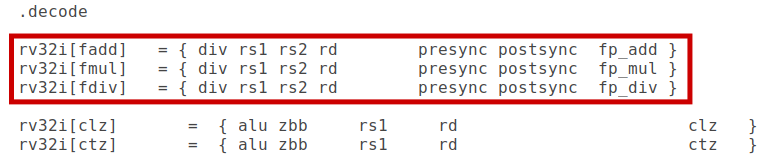 .decode
rv32i[fadd] = { div rs1 rs2 rd presync postsync fp_add }
rv32i[fmul] = { div rs1 rs2 rd presync postsync fp_mul }
rv32i[fdiv] = { div rs1 rs2 rd presync postsync fp_div }
rv32i[clz] = { alu zbb rs1 rd clz }
rv32i[ctz] = { alu zbb rs1 rd ctz }